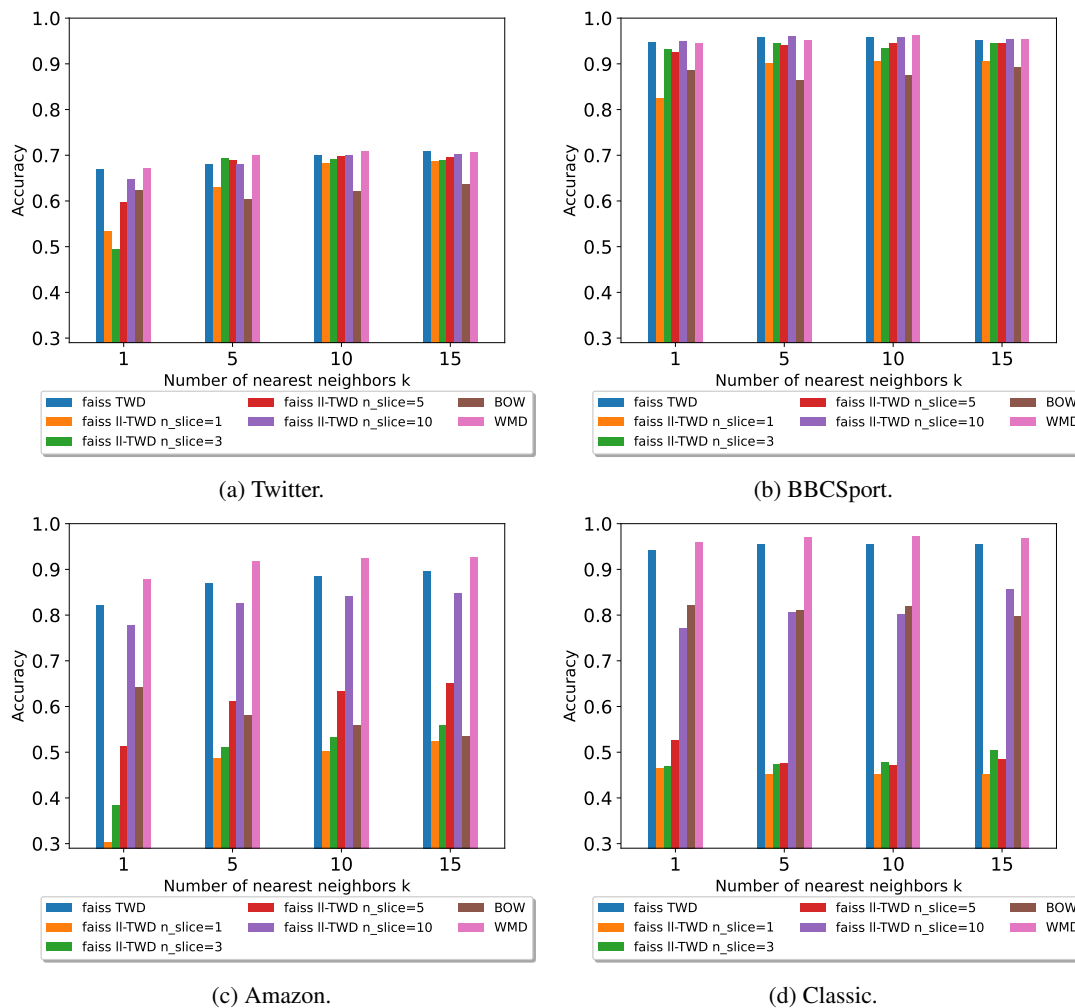 1.0
1.0
0.9
0.9
0.8
0.8
0.7
0.7
0.6
0.6
0.5
0.5
0.4
0.4
0.3
0.3
Accuracy
Accuracy
1 5 10 15
1 5 10 15
Number of nearest neighbors k
Number of nearest neighbors k
faiss TWD faiss ll-TWD n_slice=5 BOW
faiss ll-TWD n_slice=1 faiss ll-TWD n_slice=10 WMD
faiss ll-TWD n_slice=3
faiss TWD faiss ll-TWD n_slice=5 BOW
faiss ll-TWD n_slice=1 faiss ll-TWD n_slice=10 WMD
faiss ll-TWD n_slice=3
(a) Twitter.
(b) BBCSport.
1.0
1.0
0.9
0.9
0.8
0.8
0.7
0.7
0.6
0.6
0.5
0.5
0.4
0.4
0.3
0.3
Accuracy
Accuracy
1 5 10 15
1 5 10 15
Number of nearest neighbors k
Number of nearest neighbors k
faiss TWD faiss ll-TWD n_slice=5 BOW
faiss ll-TWD n_slice=1 faiss ll-TWD n_slice=10 WMD
faiss ll-TWD n_slice=3
faiss TWD faiss ll-TWD n_slice=5 BOW
faiss ll-TWD n_slice=1 faiss ll-TWD n_slice=10 WMD
faiss ll-TWD n_slice=3
(c) Amazon.
(d) Classic.